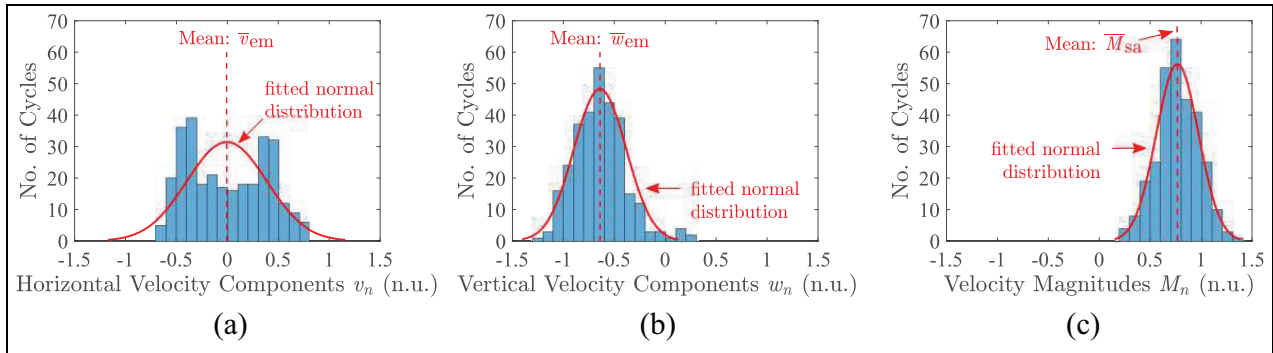 70
60
50
40
30
20
10
0
No. of Cycles
Mean: v̅em
fitted normal
distribution
-1.5 -1 -0.5 0 0.5 1 1.5
Horizontal Velocity Components vn (n.u.)
(a)
70
60
50
40
30
20
10
0
No. of Cycles
Mean: w̅em
fitted normal
distribution
-1.5 -1 -0.5 0 0.5 1 1.5
Vertical Velocity Components wn (n.u.)
(b)
70
60
50
40
30
20
10
0
No. of Cycles
Mean: M̅sa
fitted normal
distribution
-1.5 -1 -0.5 0 0.5 1 1.5
Velocity Magnitudes Mn (n.u.)
(c)